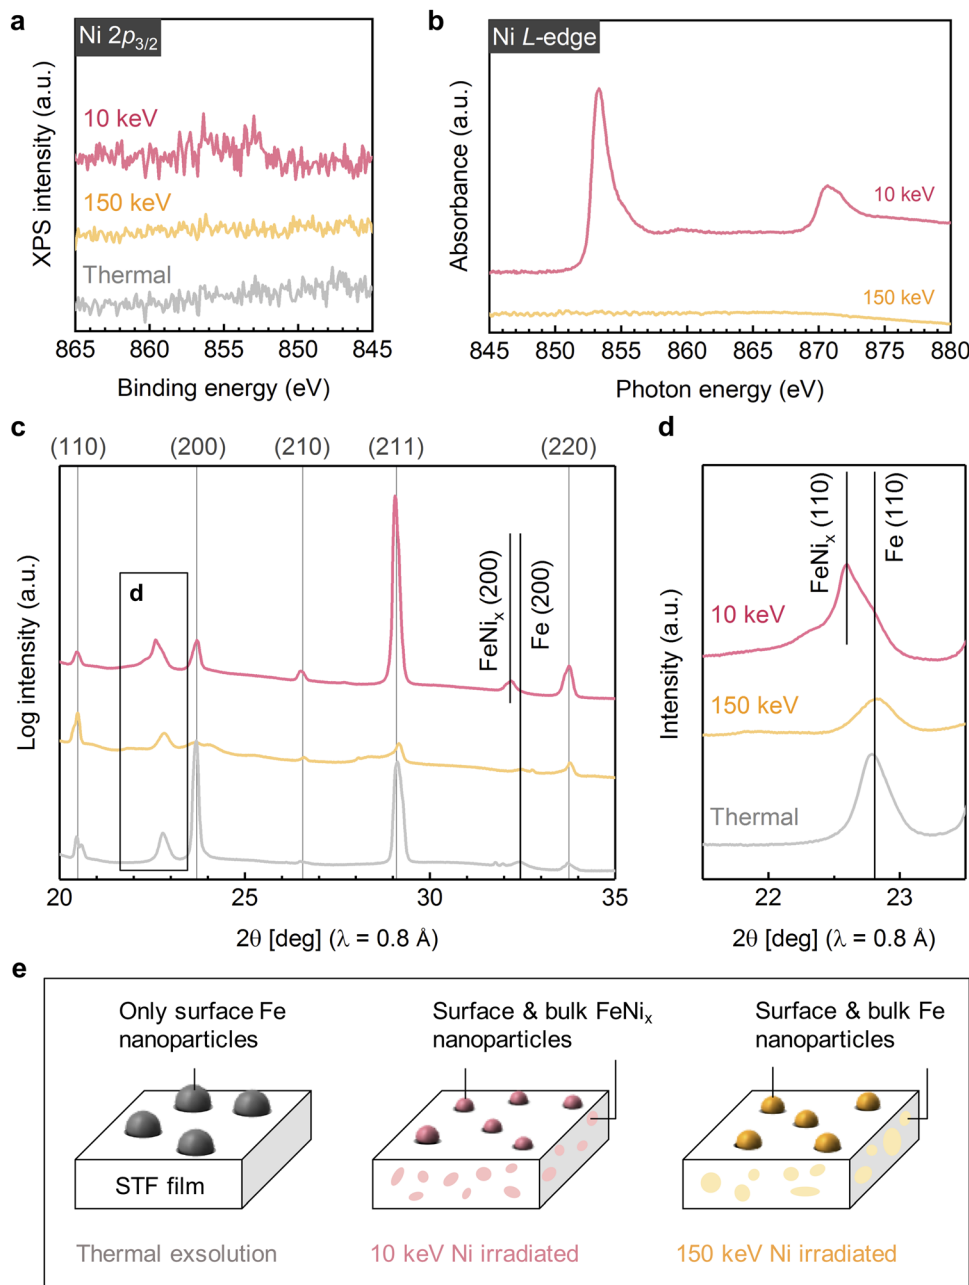 a
Ni 2p3/2
XPS intensity (a.u.)
10 keV
150 keV
Thermal
865 860 855 850 845
Binding energy (eV)
b
Ni L-edge
Absorbance (a.u.)
10 keV
150 keV
845 850 855 860 865 870 875 880
Photon energy (eV)
c
(110) (200) (210) (211) (220)
Log intensity (a.u.)
d
FeNix (200)
Fe (200)
20 25 30 35
2θ [deg] (λ = 0.8 Å)
d
FeNix (110)
Fe (110)
Intensity (a.u.)
10 keV
150 keV
Thermal
22 23
2θ [deg] (λ = 0.8 Å)
e
Only surface Fe
nanoparticles
STF film
Thermal exsolution
Surface & bulk FeNix
nanoparticles
10 keV Ni irradiated
Surface & bulk Fe
nanoparticles
150 keV Ni irradiated